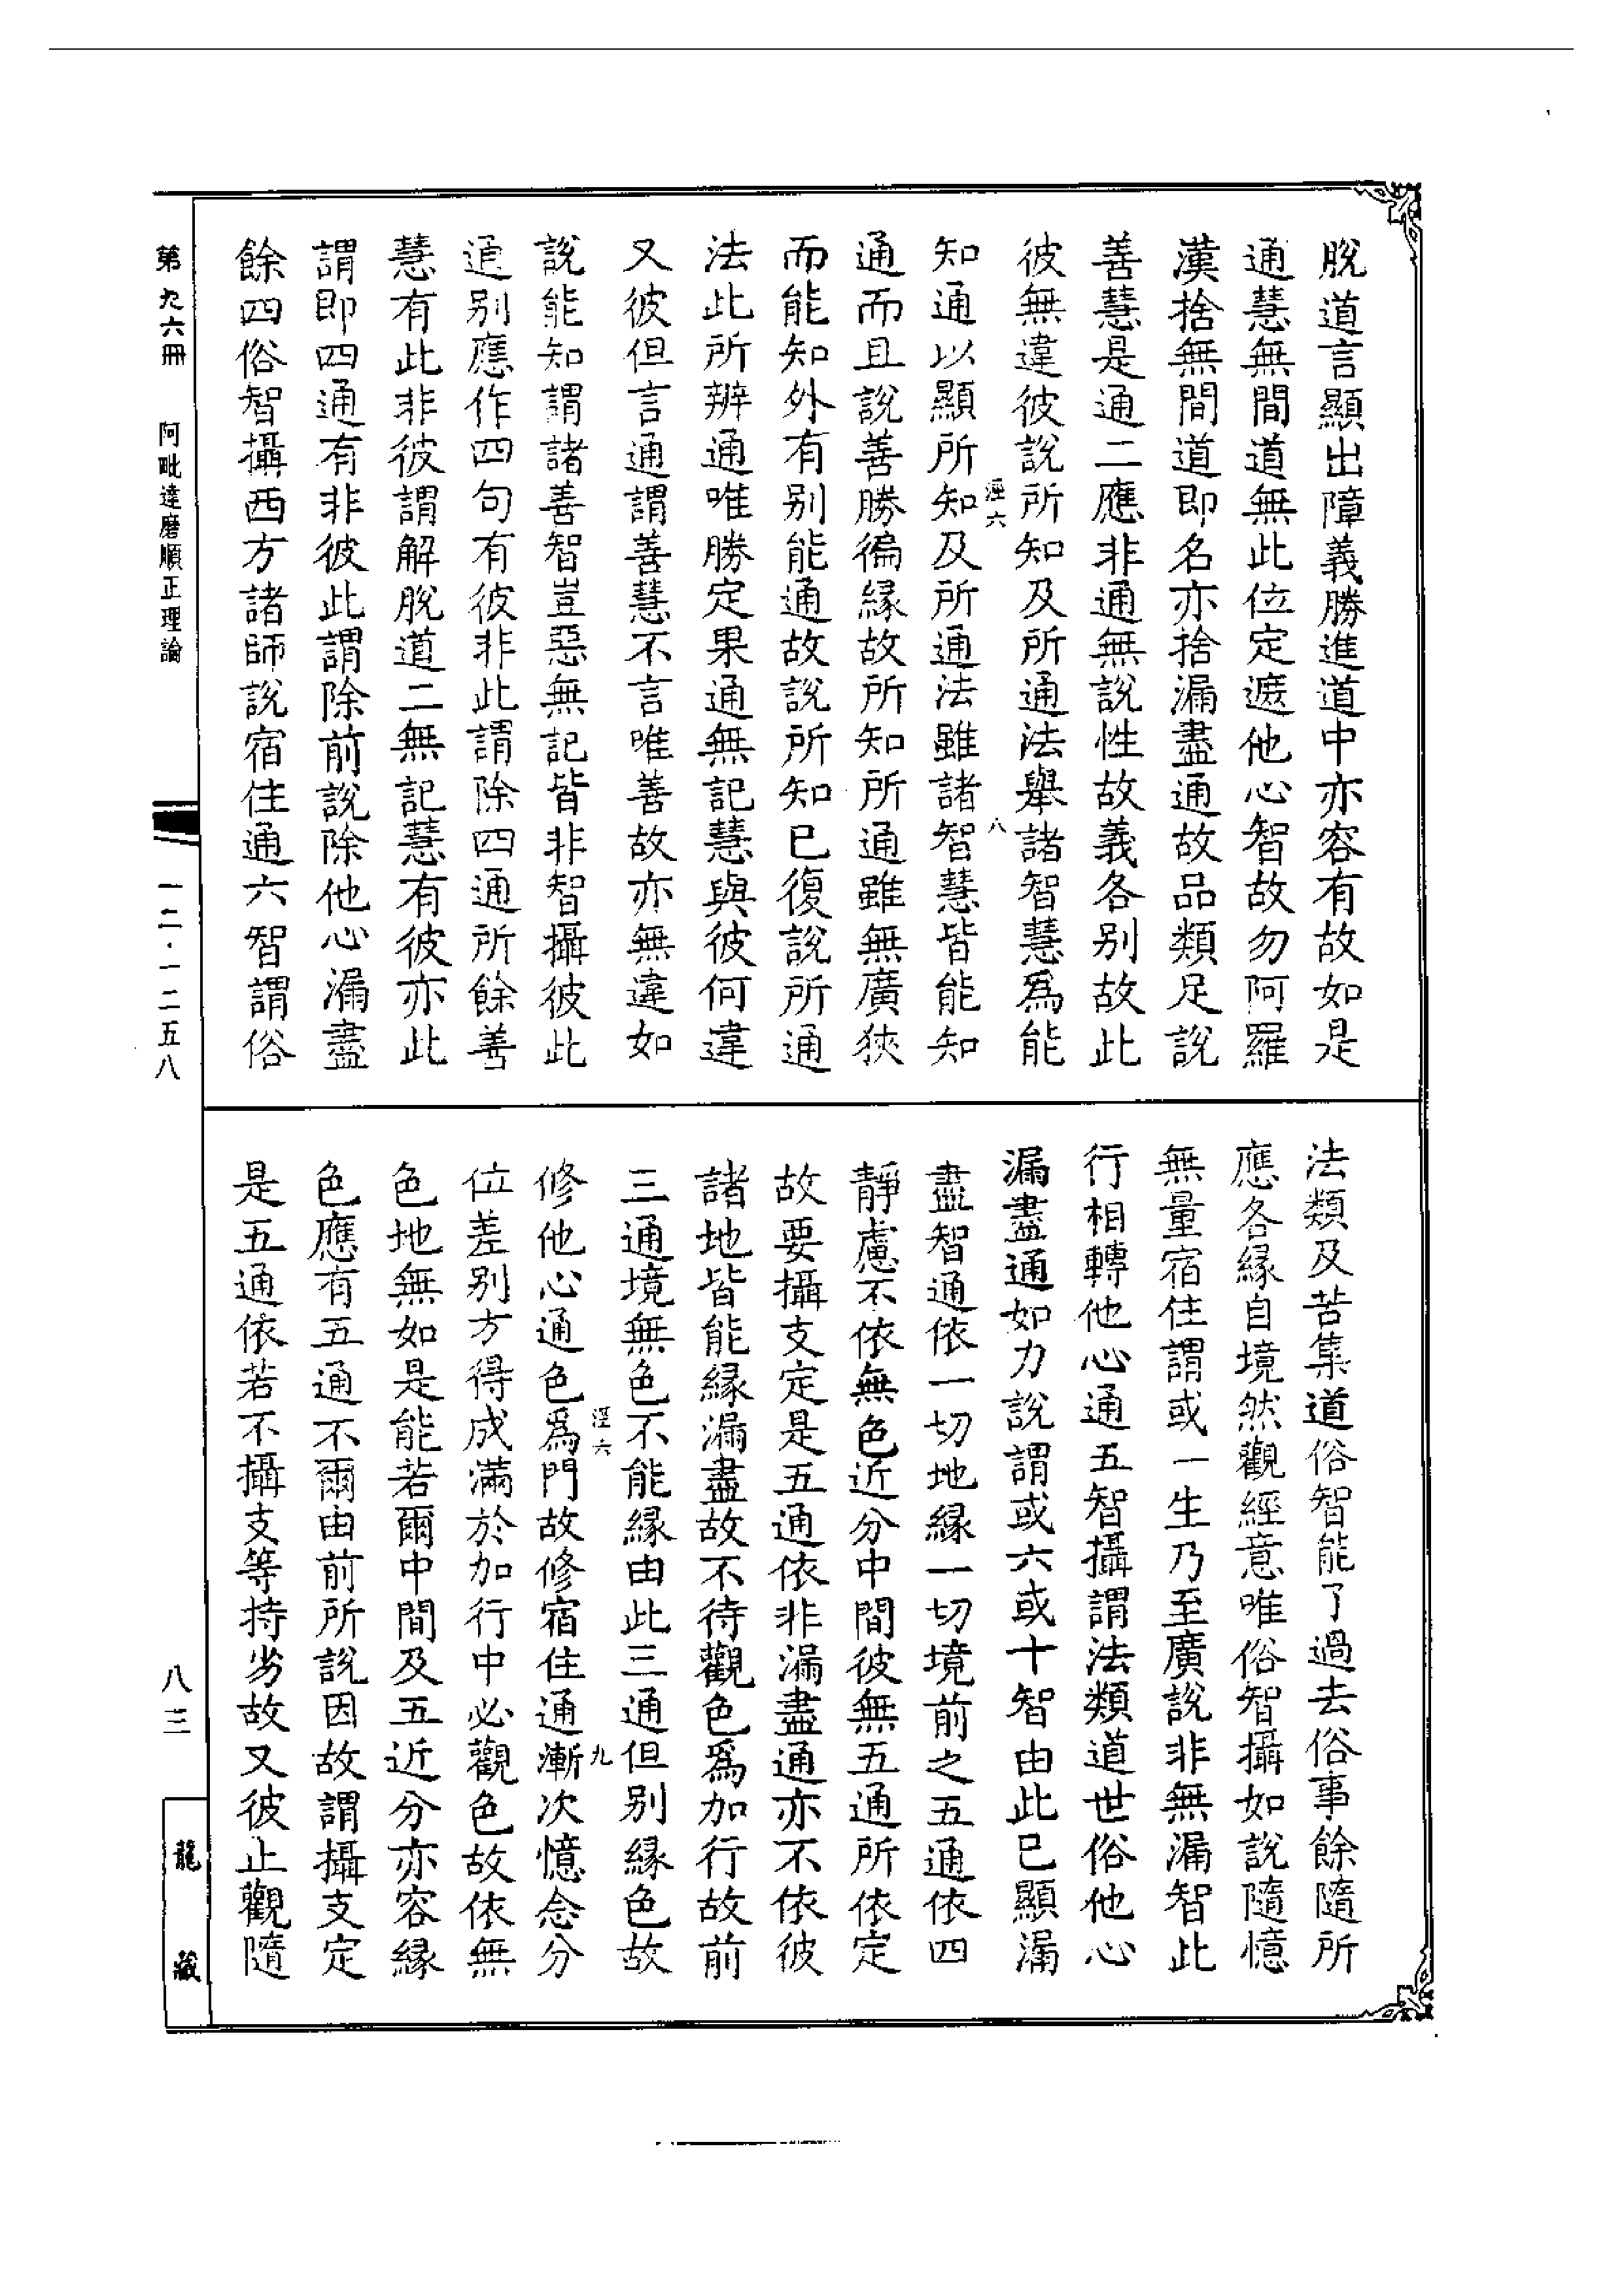 脫道言顯出障義勝進道中亦容有故如是
通慧無間道無此位定遮他心智故勿阿羅
漢捨無間道即名亦捨漏盡通故品類足說
善慧是通二應非通無說性故義各別故此
彼無違彼說所知及所通法舉諸智慧爲能
涇六
八
知通以顯所知及所通法雖諸智慧皆能知
通而且說善勝徧緣故所知所通雖無廣狹
而能知外有別能通故說所知已復說所通
法此所辨通唯勝定果通無記慧與彼何違
又彼但言通謂善慧不言唯善故亦無違如
說能知謂諸善智豈惡無記皆非智攝彼此
通別應作四句有彼非此謂除四通所餘善
慧有此非彼謂解脫道二無記慧有彼亦此
謂即四通有非彼此謂除前說除他心漏盡
餘四俗智攝西方諸師說宿住通六智謂俗
法類及苦集道俗智能了過去俗事餘隨所
應各緣自境然觀經意唯俗智攝如說隨憶
無量宿住謂或一生乃至廣說非無漏智此
行相轉他心通五智攝謂法類道世俗他心
漏盡通如力說謂或六或十智由此已顯漏
盡智通依一切地緣一切境前之五通依四
靜慮不依無色近分中間彼無五通所依定
故要攝支定是五通依非漏盡通亦不依彼
諸地皆能緣漏盡故不待觀色爲加行故前
三通境無色不能緣由此三通但別緣色故
涇六
九
修他心通色爲門故修宿住通漸次憶念分
位差別方得成滿於加行中必觀色故依無
色地無如是能若爾中間及五近分亦容緣
色應有五通不爾由前所說因故謂攝支定
是五通依若不攝支等持劣故又彼止觀隨
第九六冊
阿毗達磨順正理論
一二·一二五八
八三
龍藏